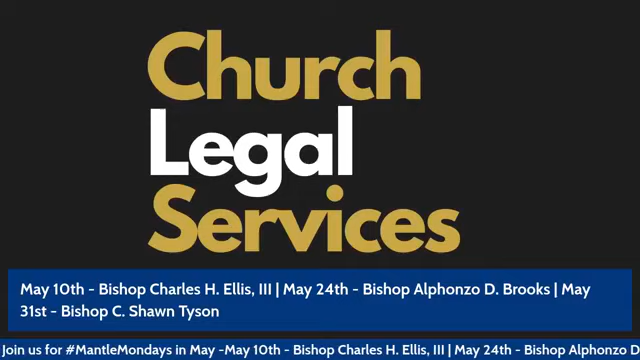 Church
Legal
Services
May 10th - Bishop Charles H. Ellis, III | May 24th - Bishop Alphonzo D. Brooks | May
31st - Bishop C. Shawn Tyson
Join us for #MantleMondays in May -May 10th - Bishop Charles H. Ellis, III | May 24th - Bishop Alphonzo D